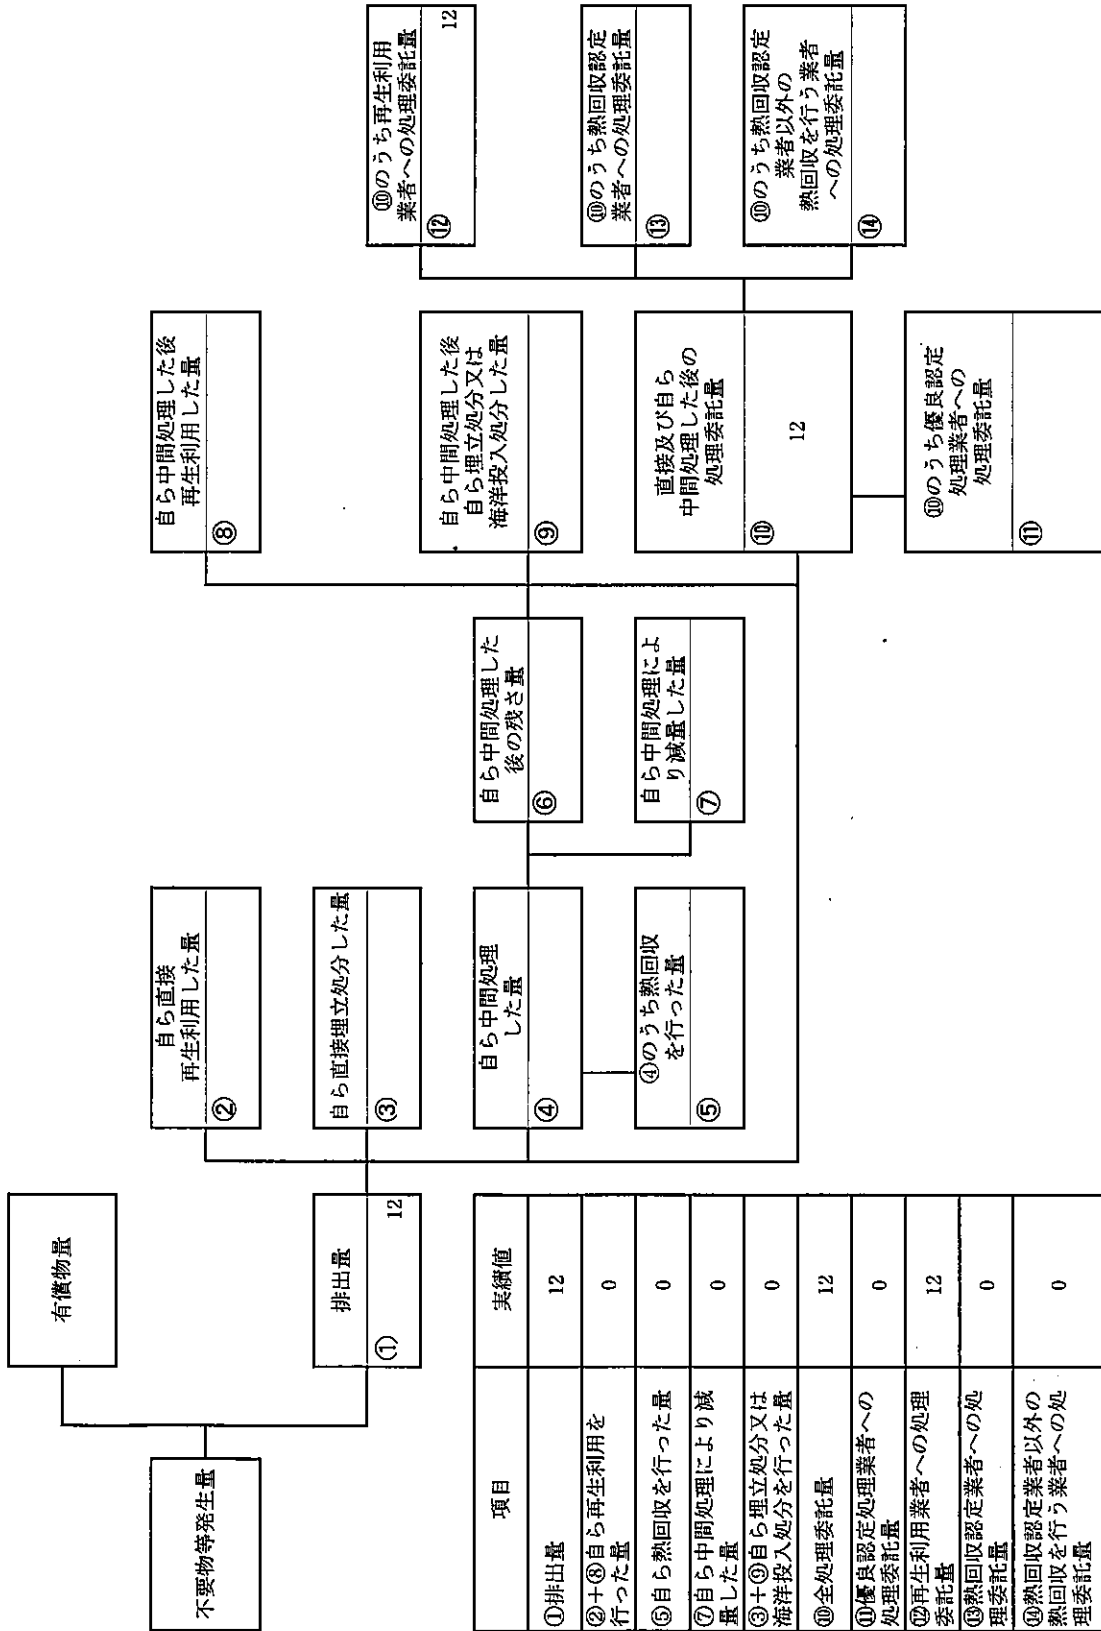 不要物等発生量
有償物量
排出量
① 12
自ら直接
再生利用した量
②
自ら直接埋立処分した量
③
自ら中間処理
した量
④
④のうち熱回収
を行った量
⑤
自ら中間処理した
後の残さ量
⑥
自ら中間処理によ
り減量した量
⑦
自ら中間処理した後
再生利用した量
⑧
自ら中間処理した後
自ら埋立処分又は
海洋投入処分した量
⑨
直接及び自ら
中間処理した後の
処理委託量
⑩ 12
⑩のうち優良認定
処理業者への
処理委託量
⑪
⑩のうち再生利用
業者への処理委託量
⑫ 12
⑩のうち熱回収認定
業者への処理委託量
⑬
⑩のうち熱回収認定
業者以外の
熱回収を行う業者
への処理委託量
⑭
項目 実績値
①排出量 12
②+⑧自ら再生利用を
行った量 0
⑤自ら熱回収を行った量 0
⑦自ら中間処理により減
量した量 0
③+⑨自ら埋立処分又は
海洋投入処分を行った量 0
⑩全処理委託量 12
⑪優良認定処理業者への
処理委託量 0
⑫再生利用業者への処理
委託量 12
⑬熱回収認定業者への処
理委託量 0
⑭熱回収認定業者以外の
熱回収を行う業者への処
理委託量 0